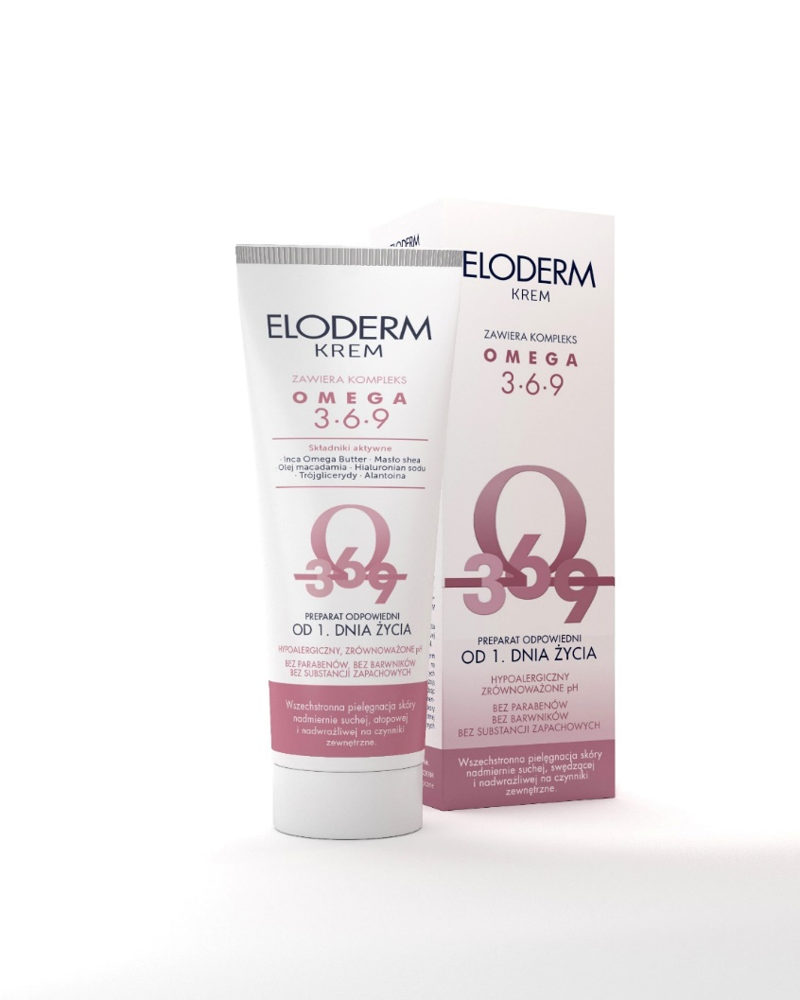 ELODERM
KREM
ZAWIERA KOMPLEKS
OMEGA
3·6·9
Składniki aktywne
· Inca Omega Butter · Masło shea
· Olej macadamia · Hialuronian sodu
· Trójglicerydy · Alantoina
Ω
369
PREPARAT ODPOWIEDNI
OD 1. DNIA ŻYCIA
HYPOALERGICZNY, ZRÓWNOWAŻONE pH
BEZ PARABENÓW, BEZ BARWNIKÓW
BEZ SUBSTANCJI ZAPACHOWYCH
Wszechstronna pielęgnacja skóry
nadmiernie suchej, atopowej
i nadwrażliwej na czynniki
zewnętrzne.
ELODERM
ELODERM
KREM
ZAWIERA KOMPLEKS
OMEGA
3·6·9
Ω
369
PREPARAT ODPOWIEDNI
OD 1. DNIA ŻYCIA
HYPOALERGICZNY
ZRÓWNOWAŻONE pH
BEZ PARABENÓW
BEZ BARWNIKÓW
BEZ SUBSTANCJI ZAPACHOWYCH
Wszechstronna pielęgnacja skóry
nadmiernie suchej, swędzącej
i nadwrażliwej na czynniki
zewnętrzne.